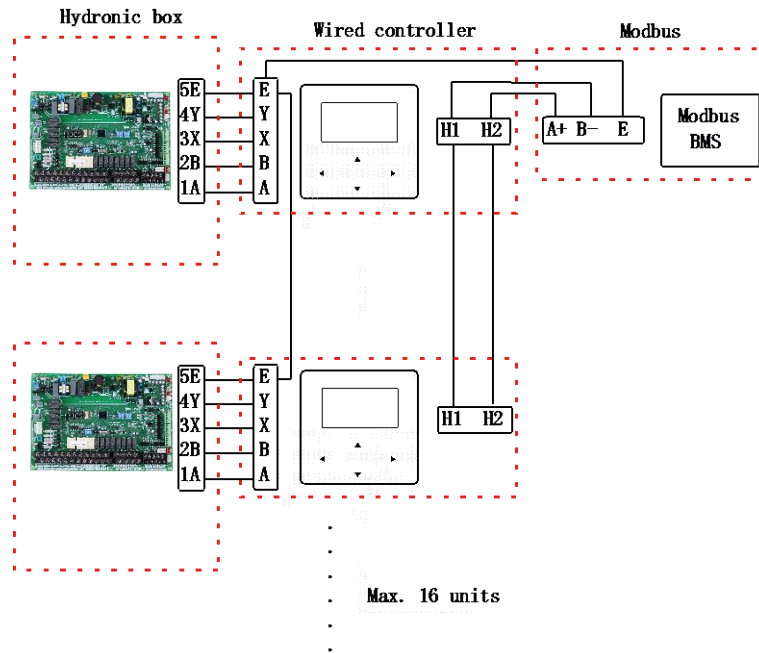 Hydronic box
Wired controller
Modbus
5E
4Y
3X
2B
1A
E
Y
X
B
A
H1 H2
A+ B- E
Modbus
BMS
5E
4Y
3X
2B
1A
E
Y
X
B
A
H1 H2
Max. 16 units